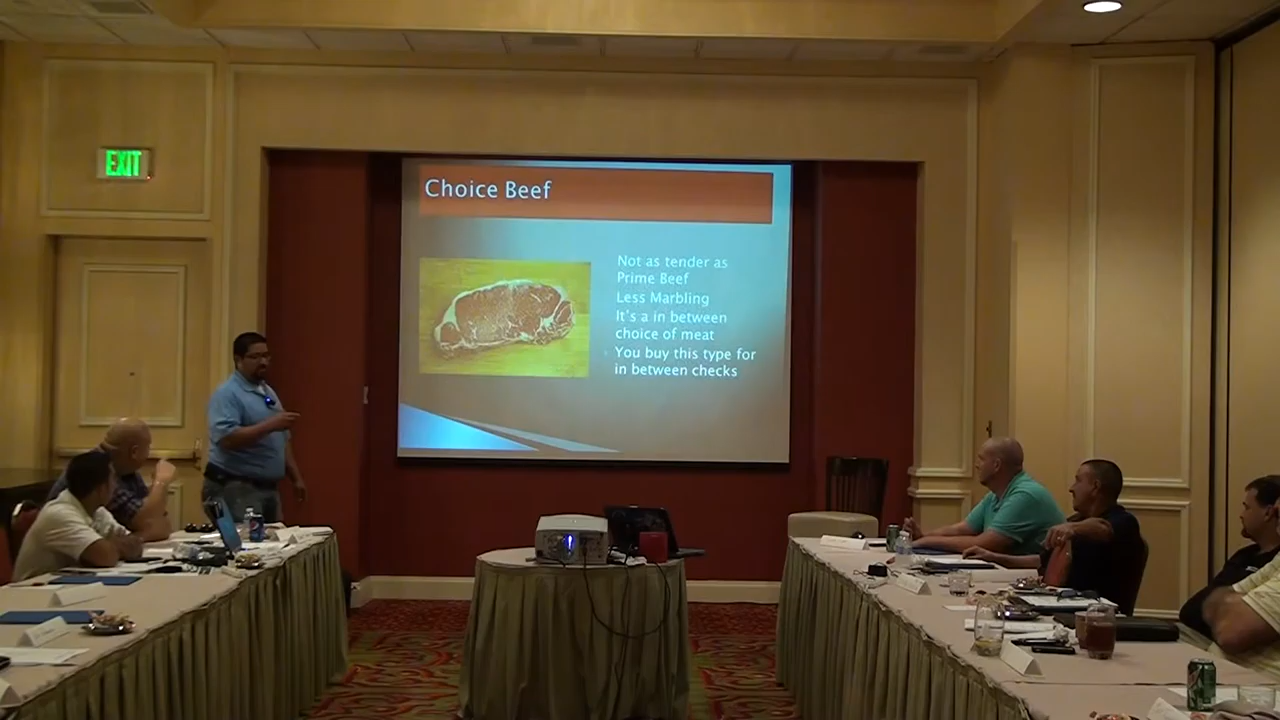 EXIT
Choice Beef
Not as tender as
Prime Beef
Less Marbling
It's a in between
choice of meat
You buy this type for
in between checks